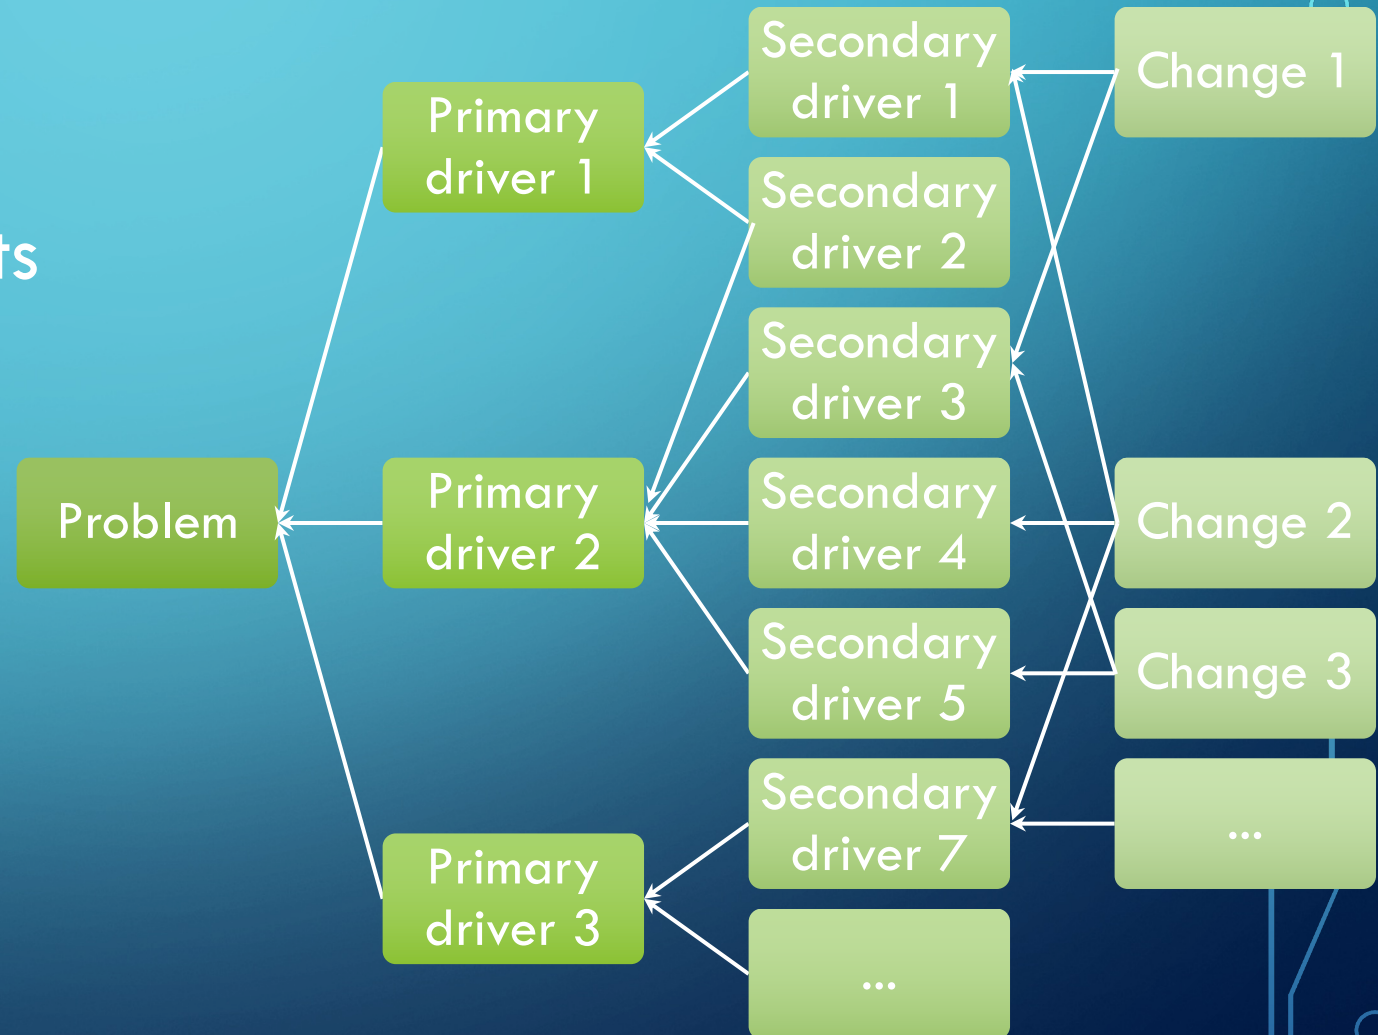 ts
Problem
Primary
driver 1
Primary
driver 2
Primary
driver 3
Secondary
driver 1
Secondary
driver 2
Secondary
driver 3
Secondary
driver 4
Secondary
driver 5
Secondary
driver 7
...
Change 1
Change 2
Change 3
...